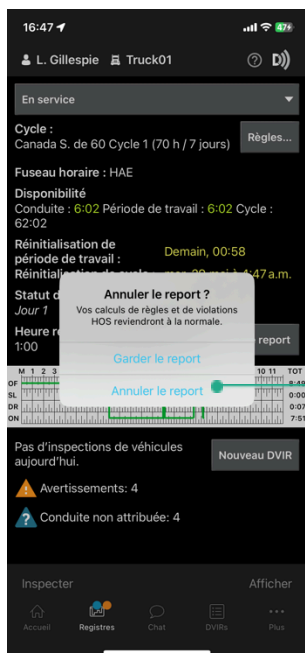 16:47
47
L. Gillespie Truck01
En service
Cycle :
Canada S. de 60 Cycle 1 (70 h / 7 jours)
Règles...
Fuseau horaire : HAE
Disponibilité
Conduite : 6:02 Période de travail : 6:02 Cycle :
62:02
Réinitialisation de
période de travail :
Demain, 00:58
4:47 a.m.
Statut d
Jour 1
Heure re
1:00
report
Annuler le report ?
Vos calculs de règles et de violations
HOS reviendront à la normale.
Garder le report
Annuler le report
M 1 2 3
10 11 TOT
OF 8:49
SL 0:00
DR 0:07
ON 7:51
Pas d'inspections de véhicules
aujourd'hui.
Nouveau DVIR
Avertissements: 4
Conduite non attribuée: 4
Inspecter
Afficher
Accueil
Registres
Chat
DVIRs
Plus